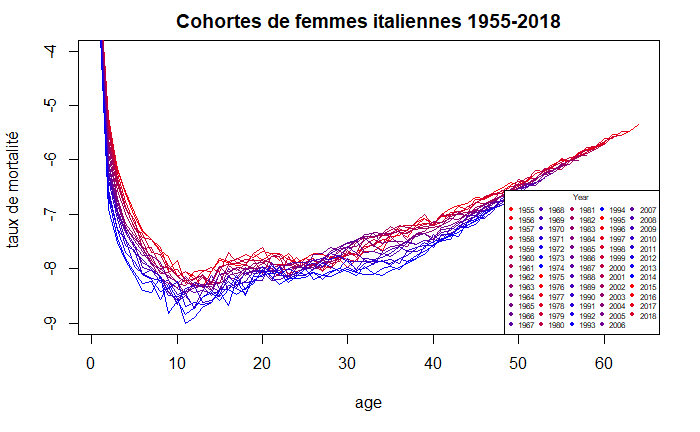 Cohortes de femmes italiennes 1955-2018
taux de mortalité
-4
-5
-6
-7
-8
-9
Year
1955 1968 1981 1994 2007
1956 1969 1982 1995 2008
1957 1970 1983 1996 2009
1958 1971 1984 1997 2010
1959 1972 1985 1998 2011
1960 1973 1986 1999 2012
1961 1974 1987 2000 2013
1962 1975 1988 2001 2014
1963 1976 1989 2002 2015
1964 1977 1990 2003 2016
1965 1978 1991 2004 2017
1966 1979 1992 2005 2018
1967 1980 1993 2006
0 10 20 30 40 50 60
age